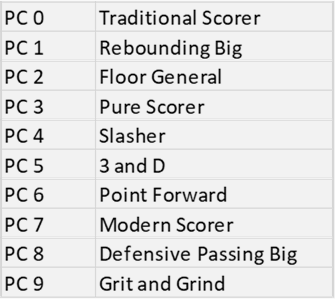 PC 0 Traditional Scorer
PC 1 Rebounding Big
PC 2 Floor General
PC 3 Pure Scorer
PC 4 Slasher
PC 5 3 and D
PC 6 Point Forward
PC 7 Modern Scorer
PC 8 Defensive Passing Big
PC 9 Grit and Grind